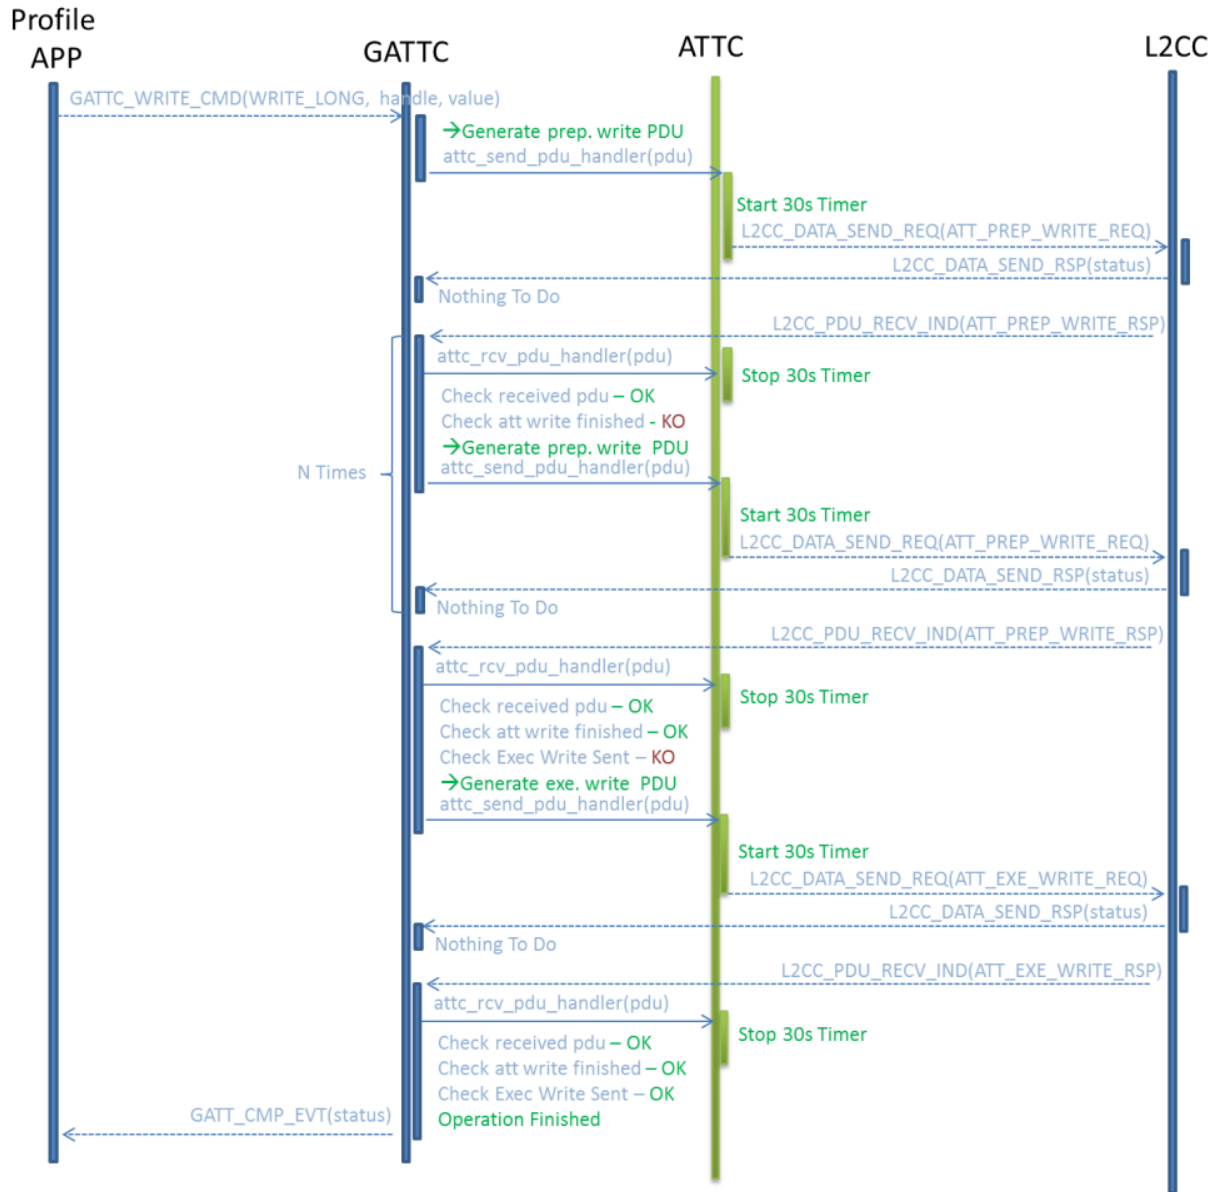 Profile
APP
GATTC
ATTC
L2CC
GATTC_WRITE_CMD(WRITE_LONG, handle, value)
→Generate prep. write PDU
attc_send_pdu_handler(pdu)
Start 30s Timer
L2CC_DATA_SEND_REQ(ATT_PREP_WRITE_REQ)
L2CC_DATA_SEND_RSP(status)
Nothing To Do
L2CC_PDU_RECV_IND(ATT_PREP_WRITE_RSP)
attc_rcv_pdu_handler(pdu)
Stop 30s Timer
Check received pdu – OK
Check att write finished - KO
→Generate prep. write PDU
attc_send_pdu_handler(pdu)
N Times
Start 30s Timer
L2CC_DATA_SEND_REQ(ATT_PREP_WRITE_REQ)
L2CC_DATA_SEND_RSP(status)
Nothing To Do
L2CC_PDU_RECV_IND(ATT_PREP_WRITE_RSP)
attc_rcv_pdu_handler(pdu)
Stop 30s Timer
Check received pdu – OK
Check att write finished – OK
Check Exec Write Sent – KO
→Generate exe. write PDU
attc_send_pdu_handler(pdu)
Start 30s Timer
L2CC_DATA_SEND_REQ(ATT_EXE_WRITE_REQ)
L2CC_DATA_SEND_RSP(status)
Nothing To Do
L2CC_PDU_RECV_IND(ATT_EXE_WRITE_RSP)
attc_rcv_pdu_handler(pdu)
Stop 30s Timer
Check received pdu – OK
Check att write finished – OK
Check Exec Write Sent – OK
GATT_CMP_EVT(status)
Operation Finished